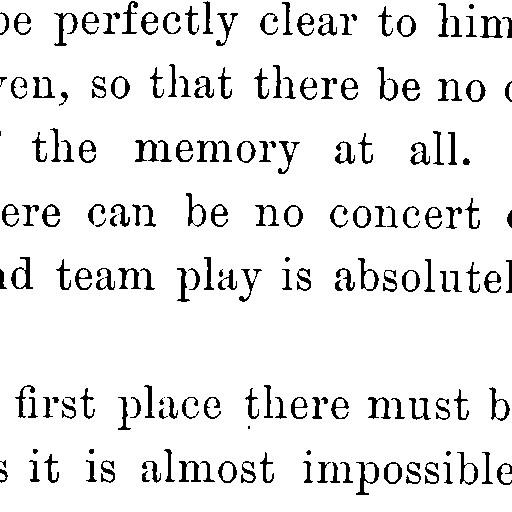 be perfectly clear to him
ven, so that there be no
the memory at all.
ere can be no concert
nd team play is absolutel
first place there must b
s it is almost impossible